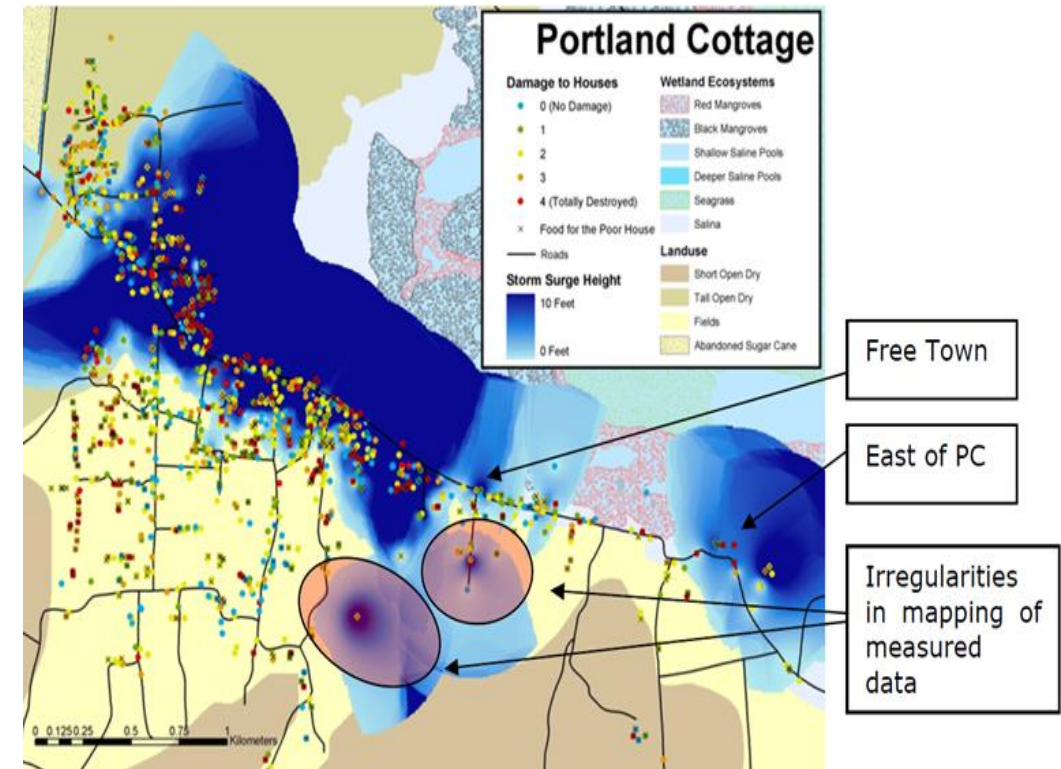 Portland Cottage
Damage to Houses
0 (No Damage)
1
2
3
4 (Totally Destroyed)
Food for the Poor House
Roads
Storm Surge Height
10 Feet
0 Feet
Wetland Ecosystems
Red Mangroves
Black Mangroves
Shallow Saline Pools
Deeper Saline Pools
Seagrass
Salina
Landuse
Short Open Dry
Tall Open Dry
Fields
Abandoned Sugar Cane
Free Town
East of PC
Irregularities
in mapping of
measured
data
0 0.1250.25 0.5 0.75 1
Kilometers